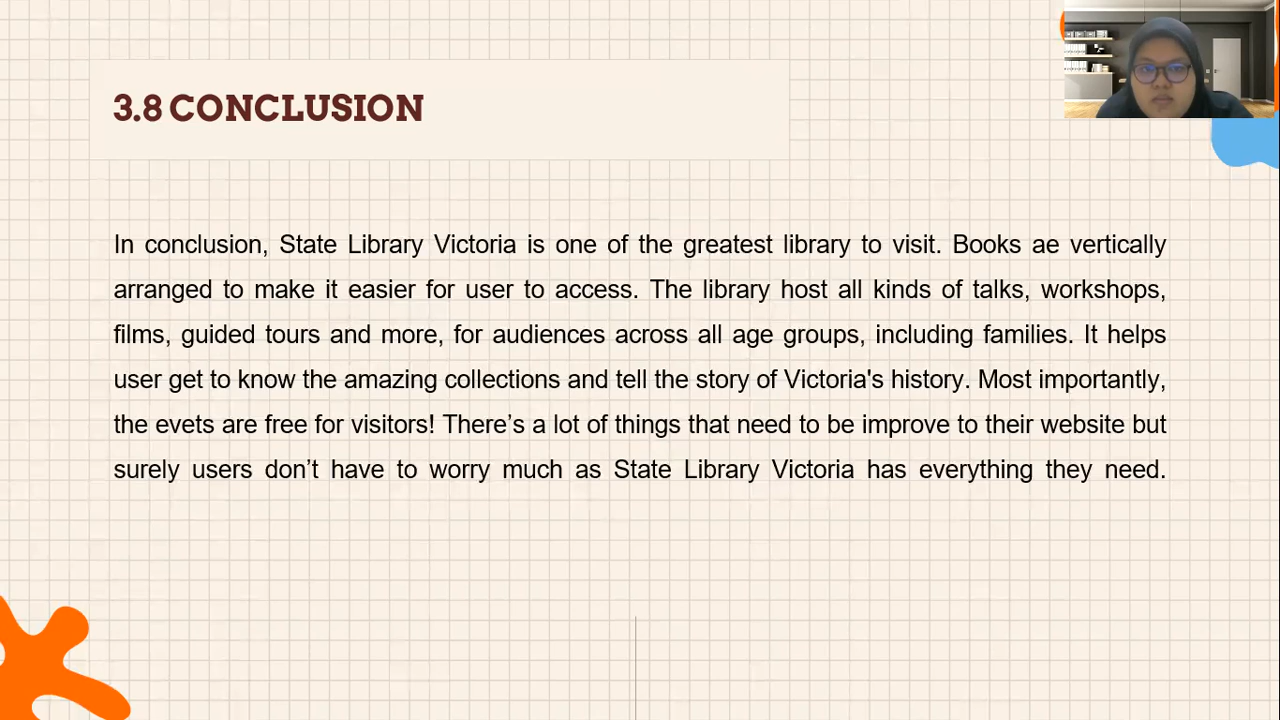 3.8 CONCLUSION
In conclusion, State Library Victoria is one of the greatest library to visit. Books ae vertically
arranged to make it easier for user to access. The library host all kinds of talks, workshops,
films, guided tours and more, for audiences across all age groups, including families. It helps
user get to know the amazing collections and tell the story of Victoria's history. Most importantly,
the evets are free for visitors! There’s a lot of things that need to be improve to their website but
surely users don’t have to worry much as State Library Victoria has everything they need.